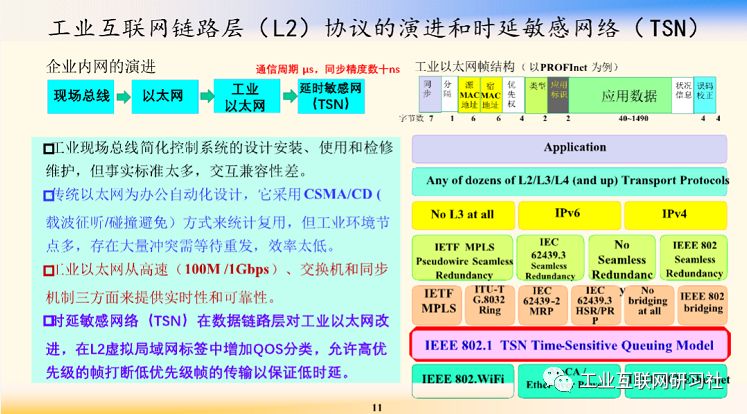 工业互联网链路层（L2）协议的演进和时延敏感网络（TSN）
企业内网的演进
通信周期 μs，同步精度数十ns
现场总线
以太网
工业
以太网
延时敏感网
（TSN）
工业以太网帧结构（以PROFInet 为例）
同步
分隔
源MAC地址
宿MAC地址
优先权
类型
应用标识
应用数据
状况信息
误码校正
字节数 7 1 6 6 4 2 2 40~1490 4 4
工业现场总线简化控制系统的设计安装、使用和检修
维护，但事实标准太多，交互兼容性差。
传统以太网为办公自动化设计，它采用CSMA/CD（
载波征听/碰撞避免）方式来统计复用，但工业环境节
点多，存在大量冲突需等待重发，效率太低。
工业以太网从高速（100M /1Gbps）、交换机和同步
机制三方面来提供实时性和可靠性。
时延敏感网络（TSN）在数据链路层对工业以太网改
进，在L2虚拟局域网标签中增加QOS分类，允许高优
先级的帧打断低优先级帧的传输以保证低时延。
Application
Any of dozens of L2/L3/L4 (and up) Transport Protocols
No L3 at all
IPv6
IPv4
IETF MPLS
Pseudowire Seamless
Redundancy
IEC
62439.3
Seamless
Redundancy
No
Seamless
Redundanc
y
IEEE 802
Seamless
Redundancy
IETF
MPLS
ITU-T
G.8032
Ring
IEC
62439-2
MRP
IEC
62439.3
HSR/PR
P
No
bridging
at all
IEEE 802
bridging
IEEE 802.1 TSN Time-Sensitive Queuing Model
IEEE 802.WiFi
工业互联网研习社
11